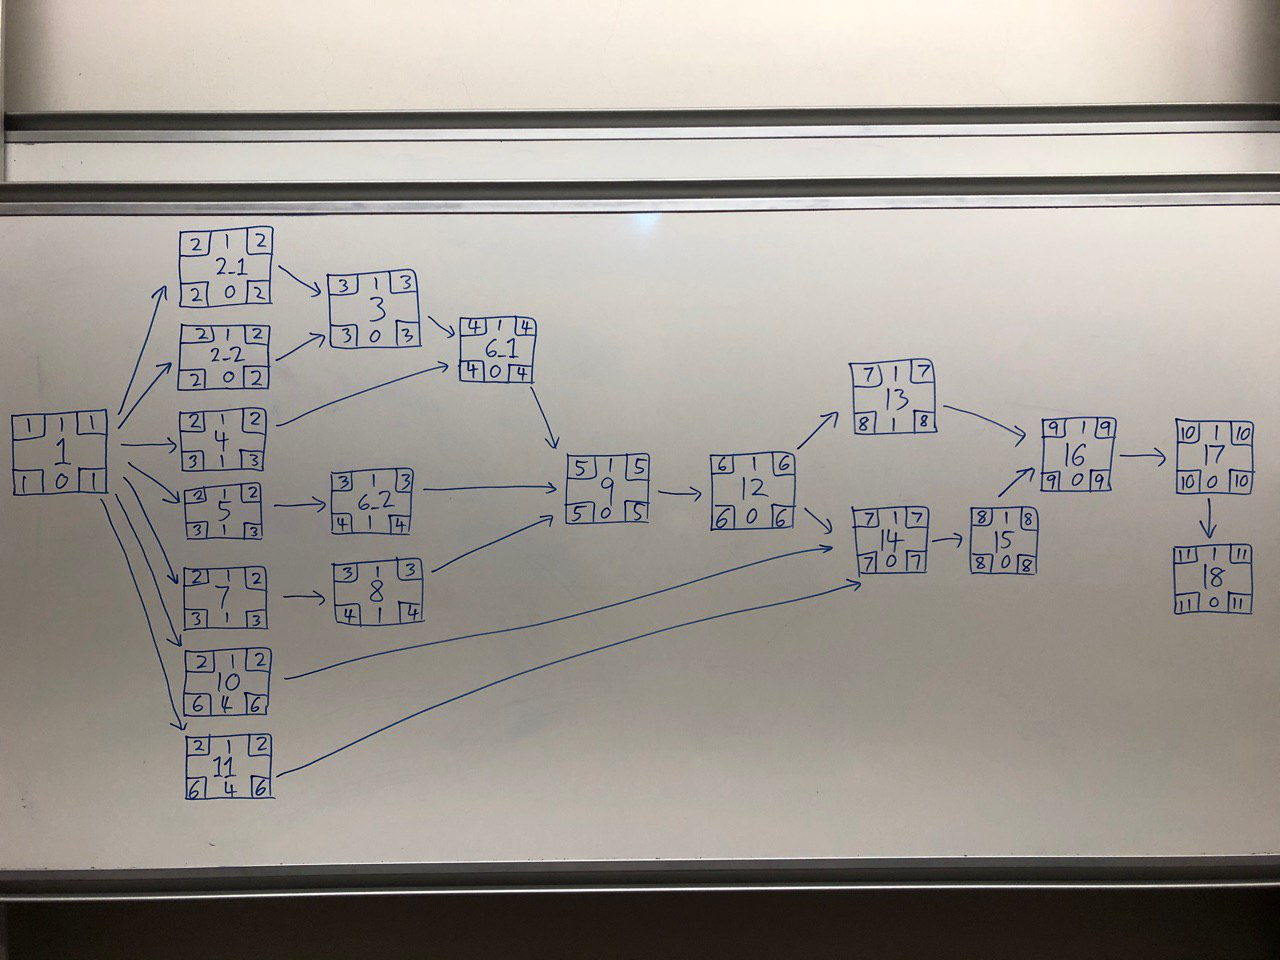 2 1 2
2_1
2 0 2
3 1 3
3
3 0 3
2 1 2
2_2
2 0 2
4 1 4
6_1
4 0 4
1 1 1
1
1 0 1
2 1 2
4
3 1 3
2 1 2
5
3 1 3
3 1 3
6_2
4 1 4
2 1 2
7
3 1 3
3 1 3
8
4 1 4
2 1 2
10
6 4 6
2 1 2
11
6 4 6
5 1 5
9
5 0 5
6 1 6
12
6 0 6
7 1 7
13
8 1 8
7 1 7
14
7 0 7
8 1 8
15
8 0 8
9 1 9
16
9 0 9
10 1 10
17
10 0 10
11 1 11
18
11 0 11